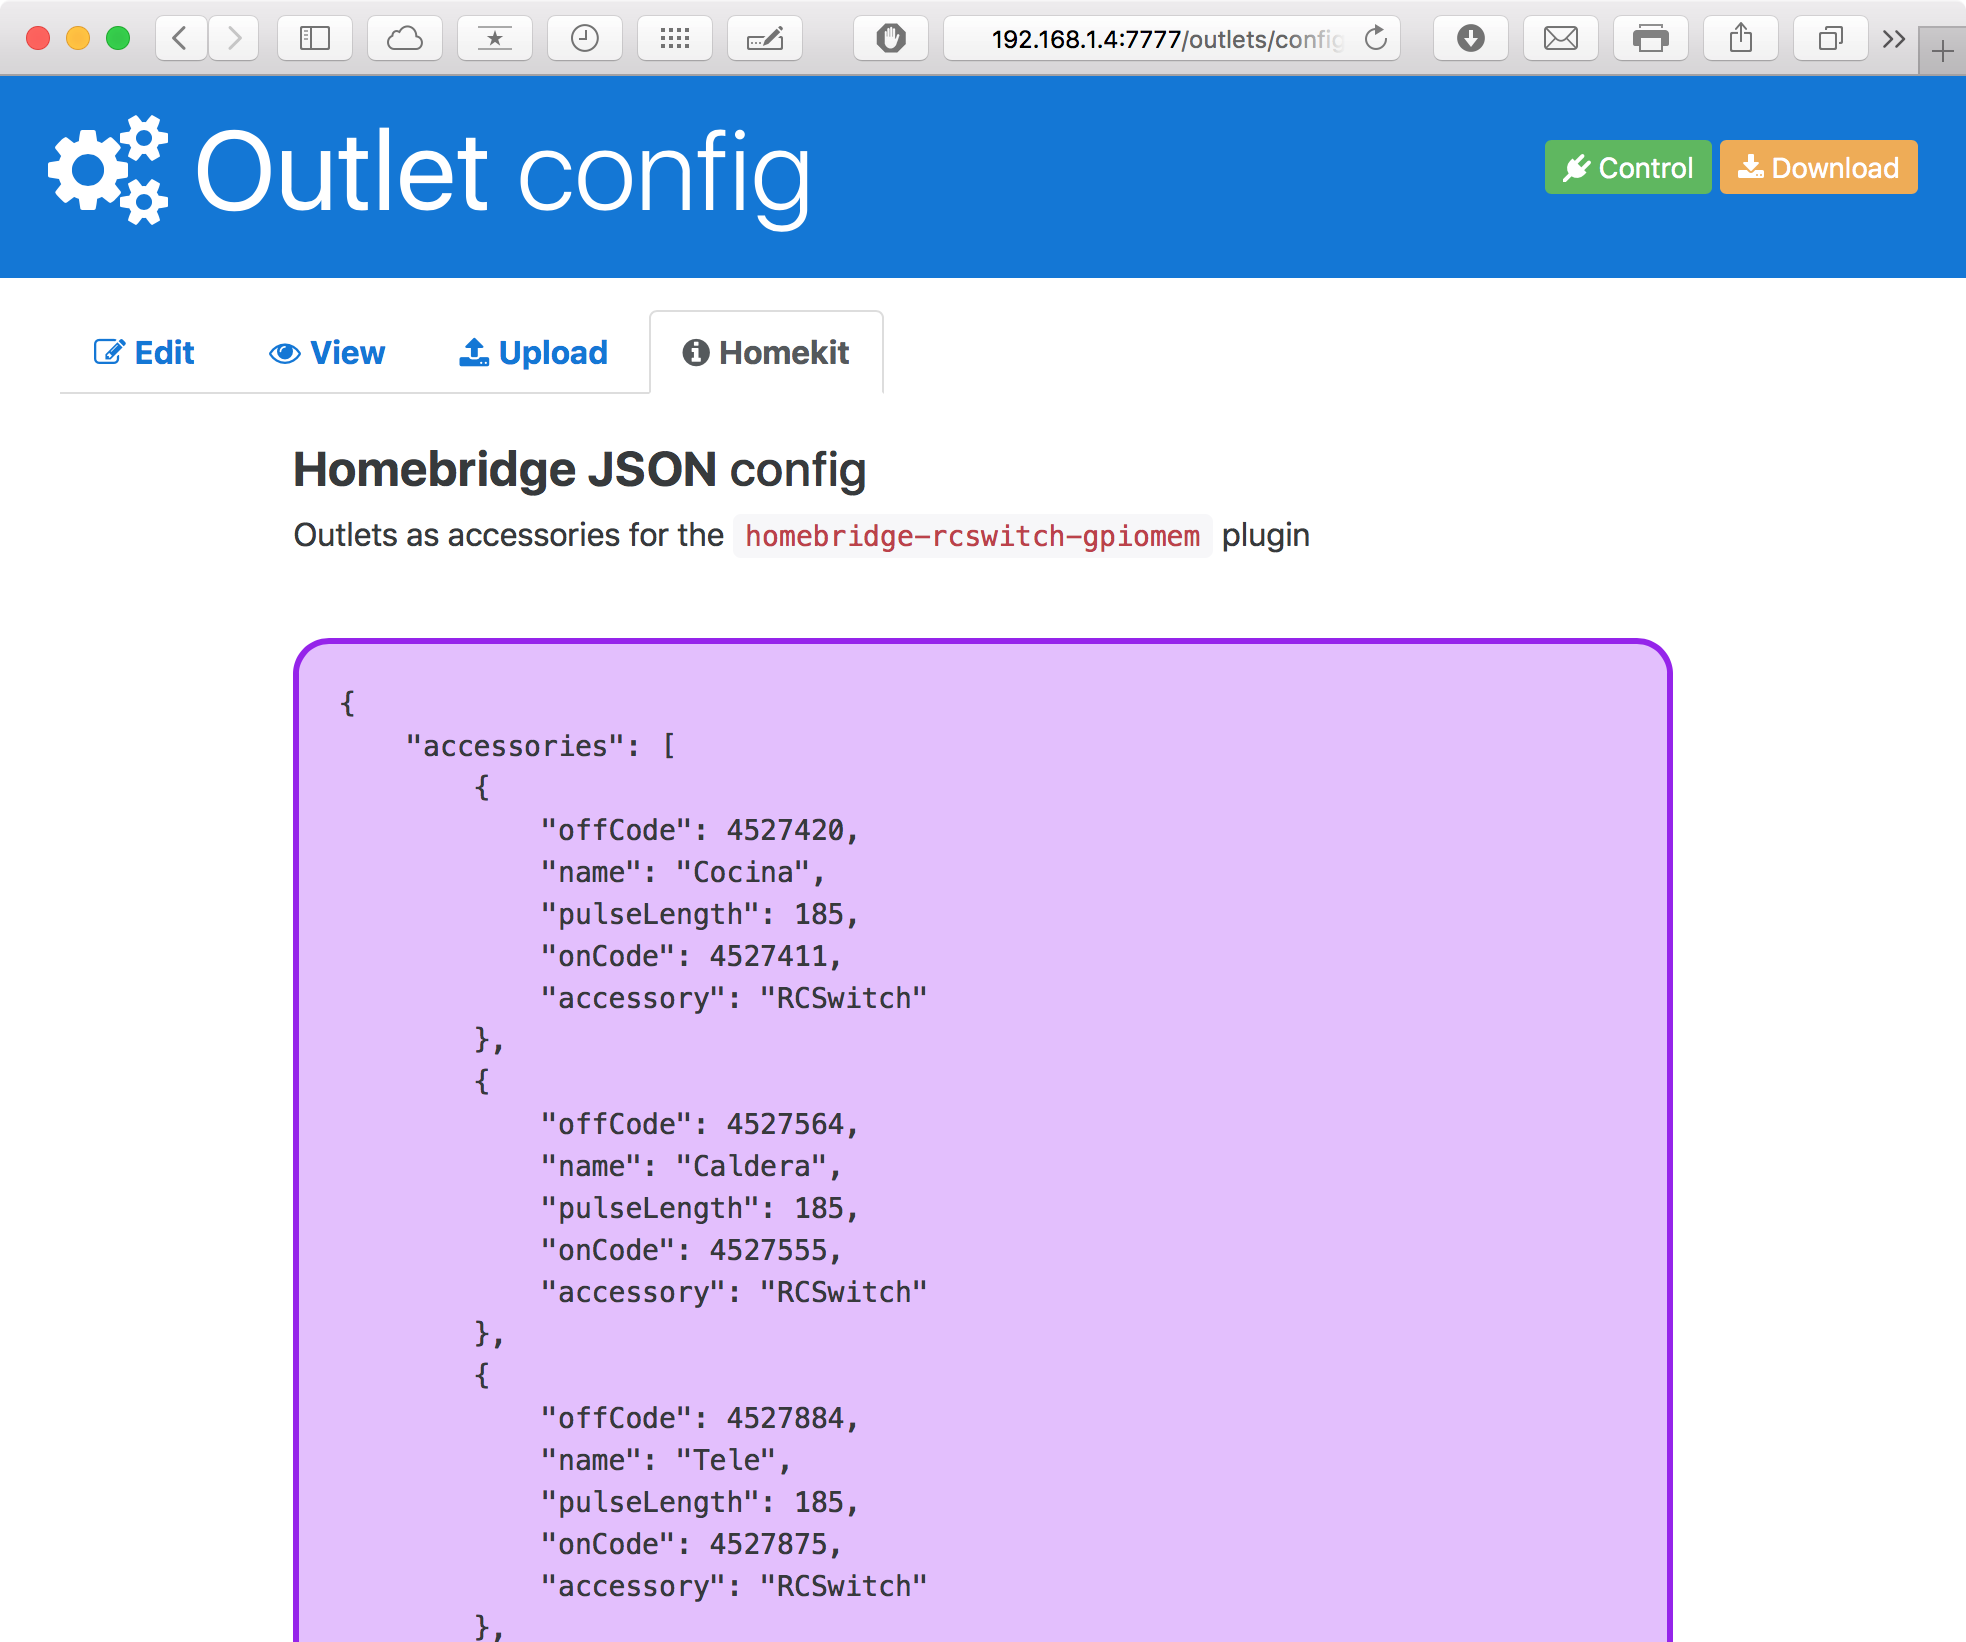 192.168.1.4:7777/outlets/config
Outlet config
Control
Download
Edit
View
Upload
Homekit
Homebridge JSON config
Outlets as accessories for the homebridge-rcswitch-gpiomem plugin
{
"accessories": [
{
"offCode": 4527420,
"name": "Cocina",
"pulseLength": 185,
"onCode": 4527411,
"accessory": "RCSwitch"
},
{
"offCode": 4527564,
"name": "Caldera",
"pulseLength": 185,
"onCode": 4527555,
"accessory": "RCSwitch"
},
{
"offCode": 4527884,
"name": "Tele",
"pulseLength": 185,
"onCode": 4527875,
"accessory": "RCSwitch"
},